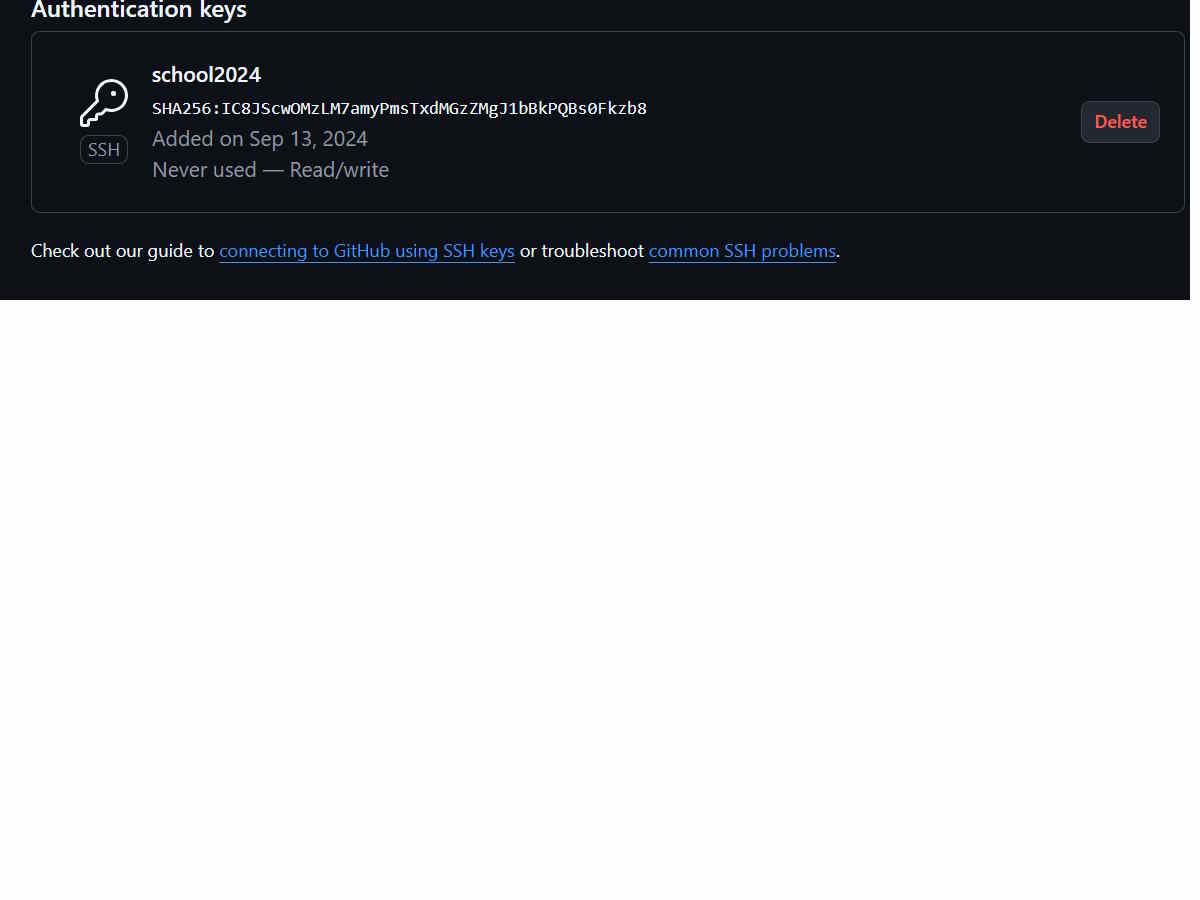 Authentication keys
school2024
SHA256:IC8JScwOMzLM7amyPmsTxdMGzZMgJ1bBkPQBs0Fkzb8
Added on Sep 13, 2024
SSH
Never used — Read/write
Delete
Check out our guide to connecting to GitHub using SSH keys or troubleshoot common SSH problems.